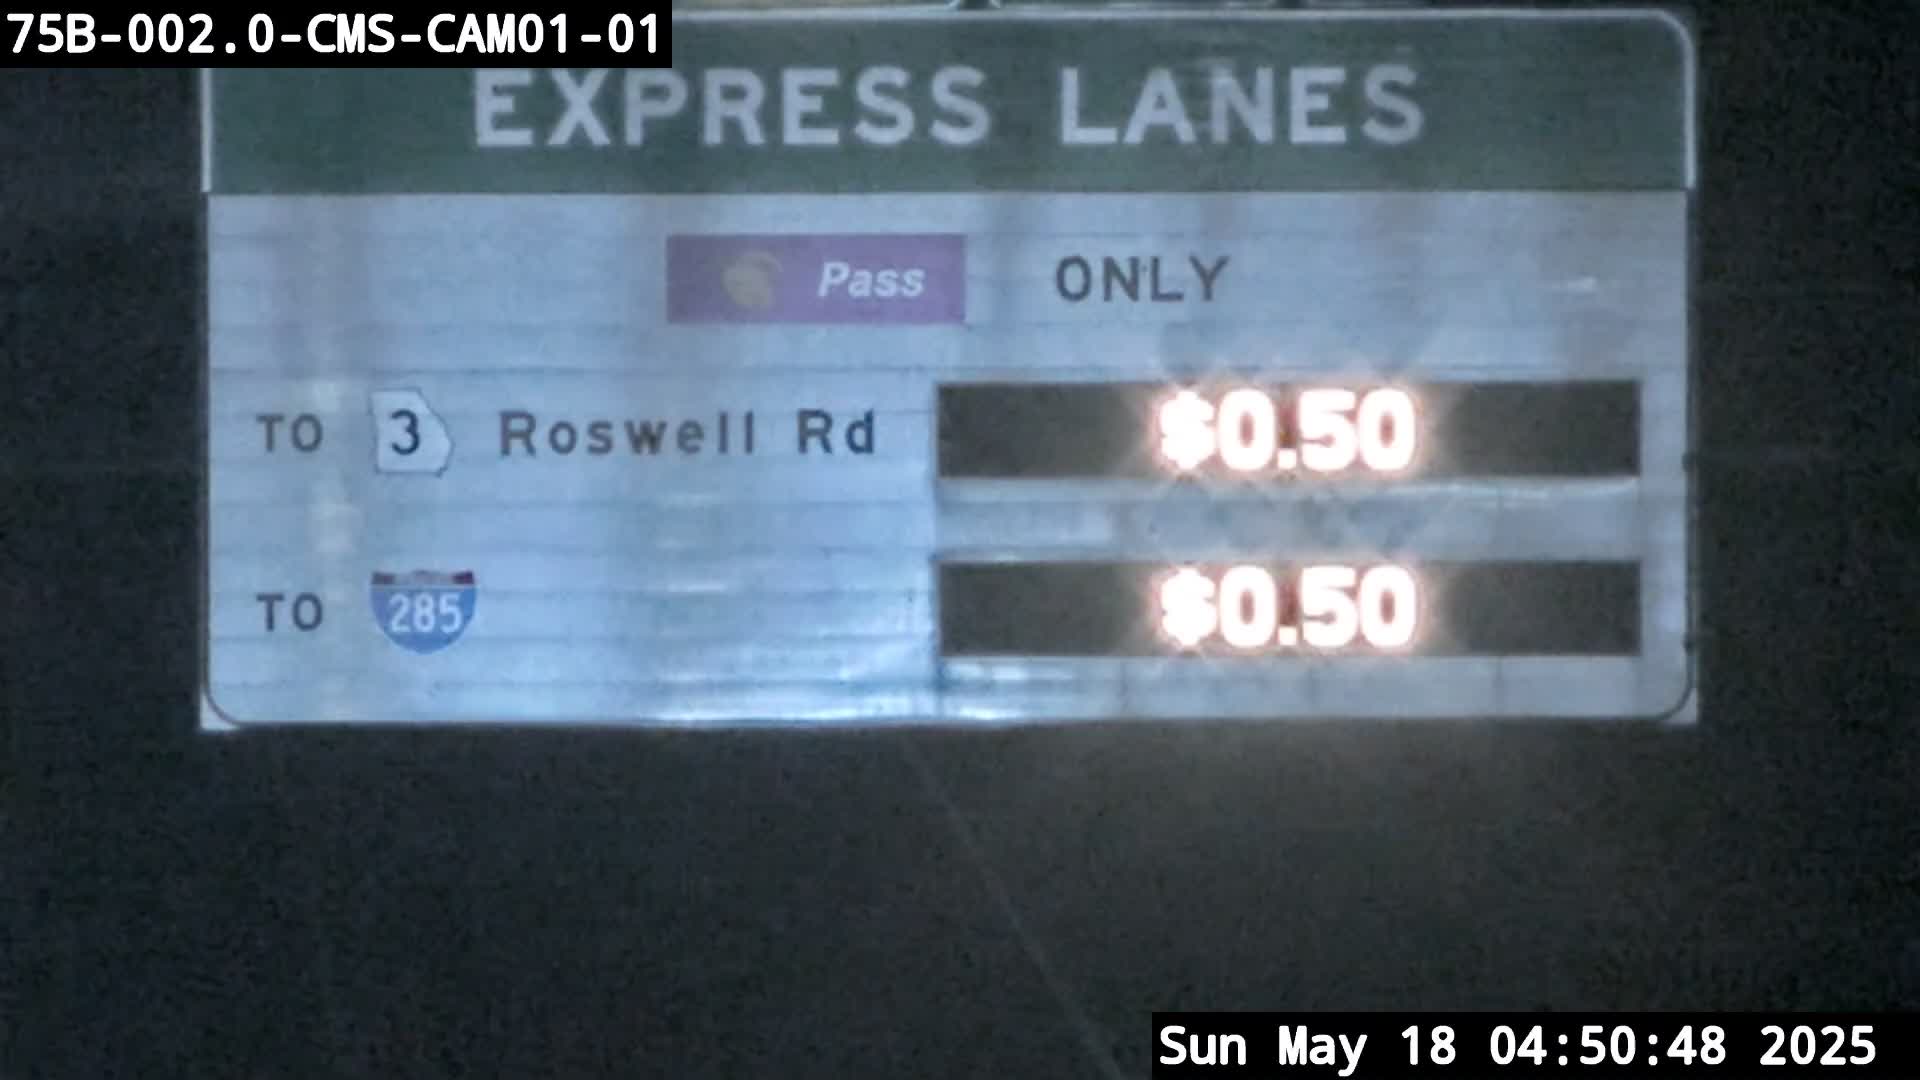 75B-002.0-CMS-CAM01-01
EXPRESS LANES
Pass ONLY
TO 3 Roswell Rd $0.50
TO 285 $0.50
Sun May 18 04:50:48 2025